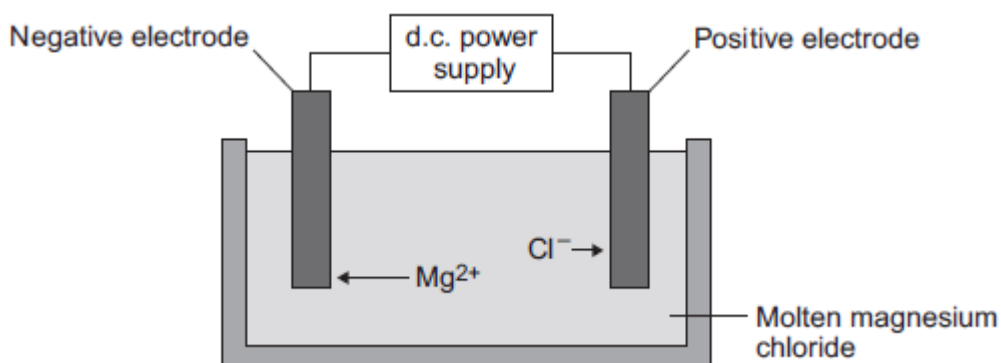 Negative electrode
d.c. power
supply
Positive electrode
Cl⁻
Mg²⁺
Molten magnesium
chloride